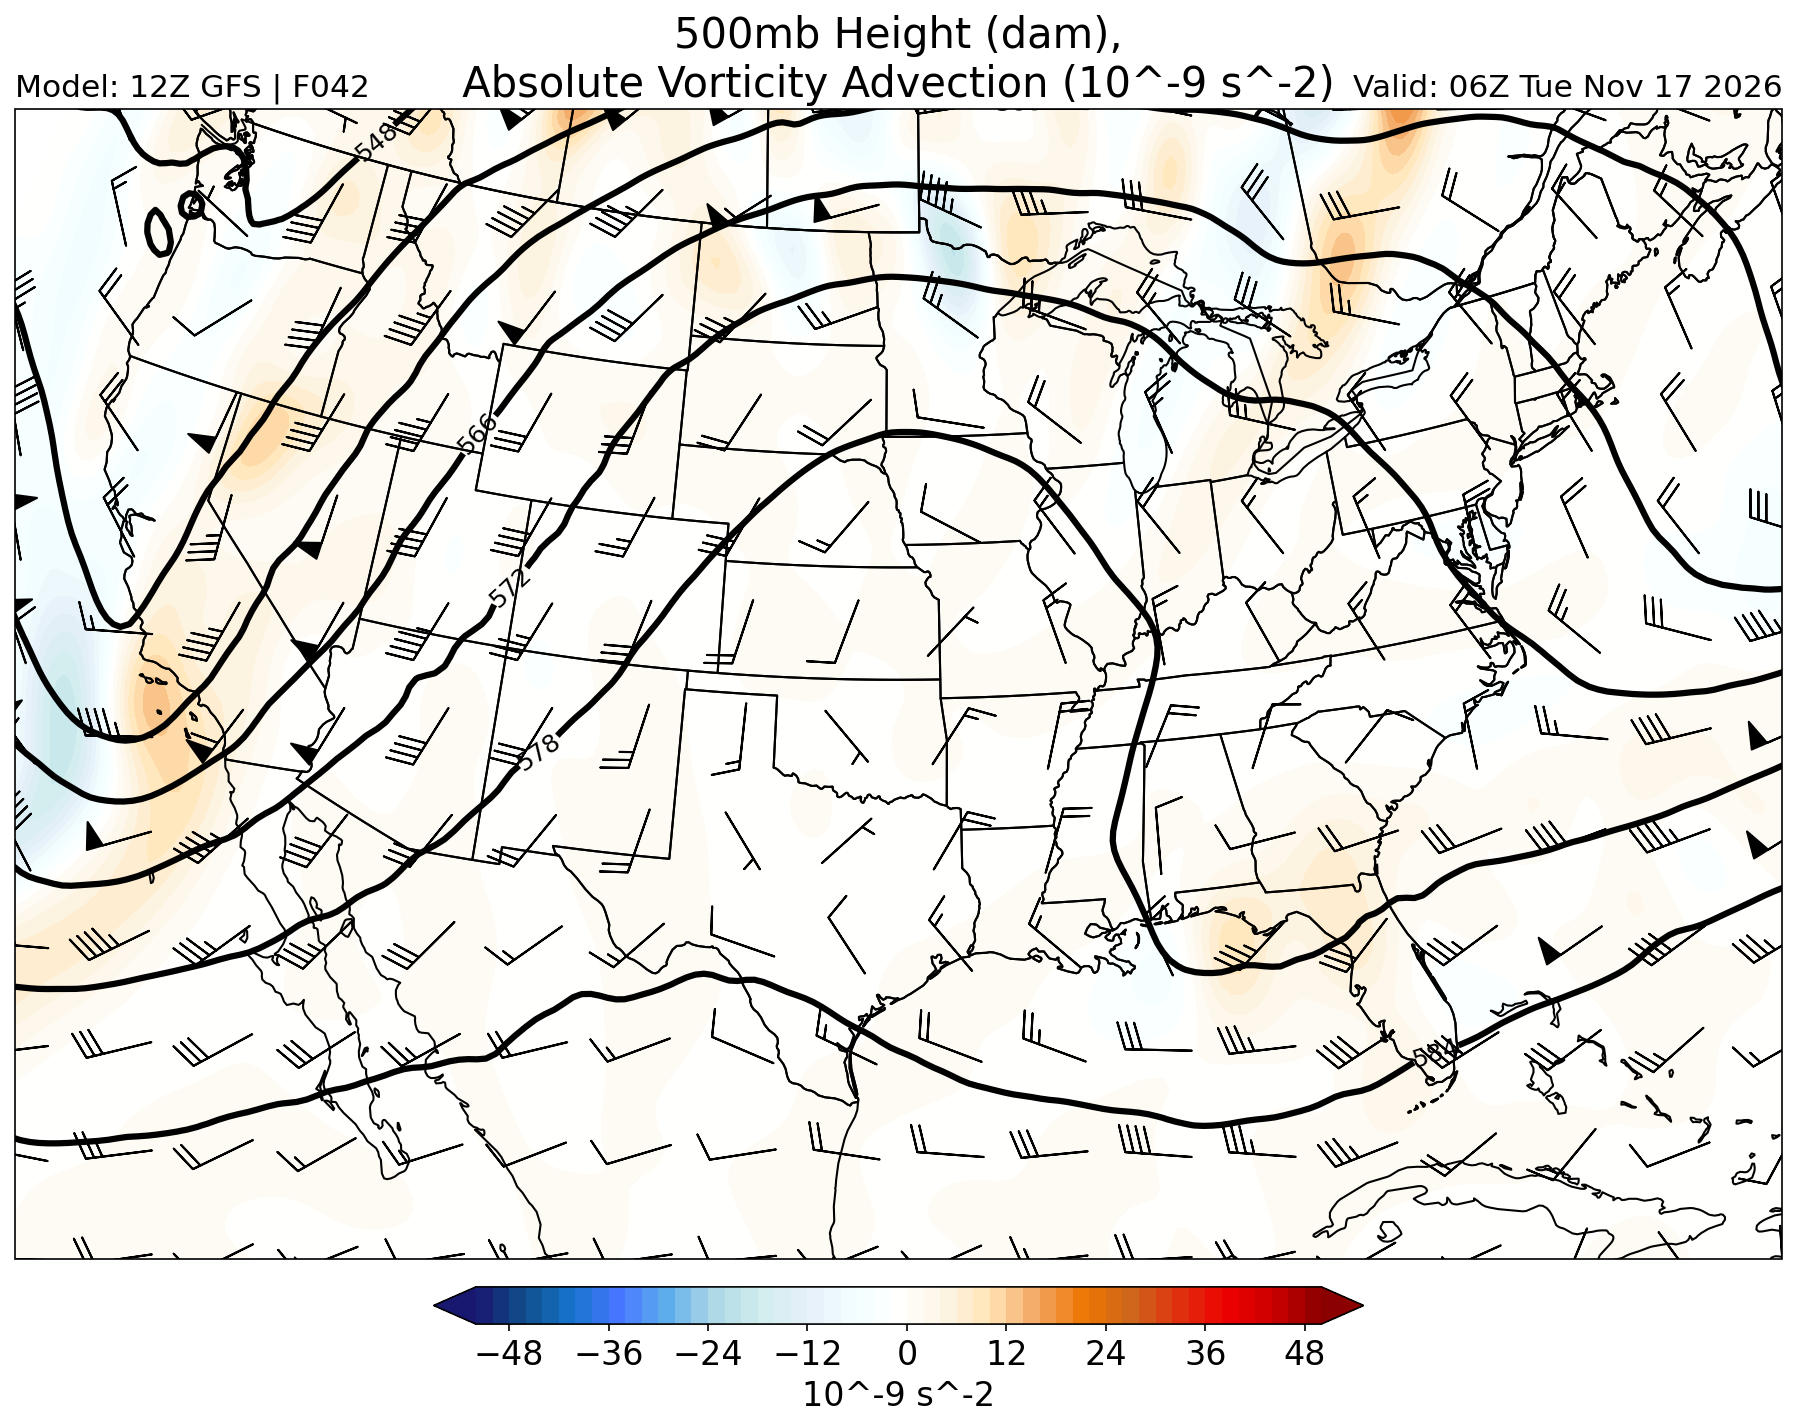 500mb Height (dam),
Model: 12Z GFS | F042
Absolute Vorticity Advection (10^-9 s^-2)
Valid: 06Z Tue Nov 17 2026
548
566
572
578
584
−48 −36 −24 −12 0 12 24 36 48
10^-9 s^-2